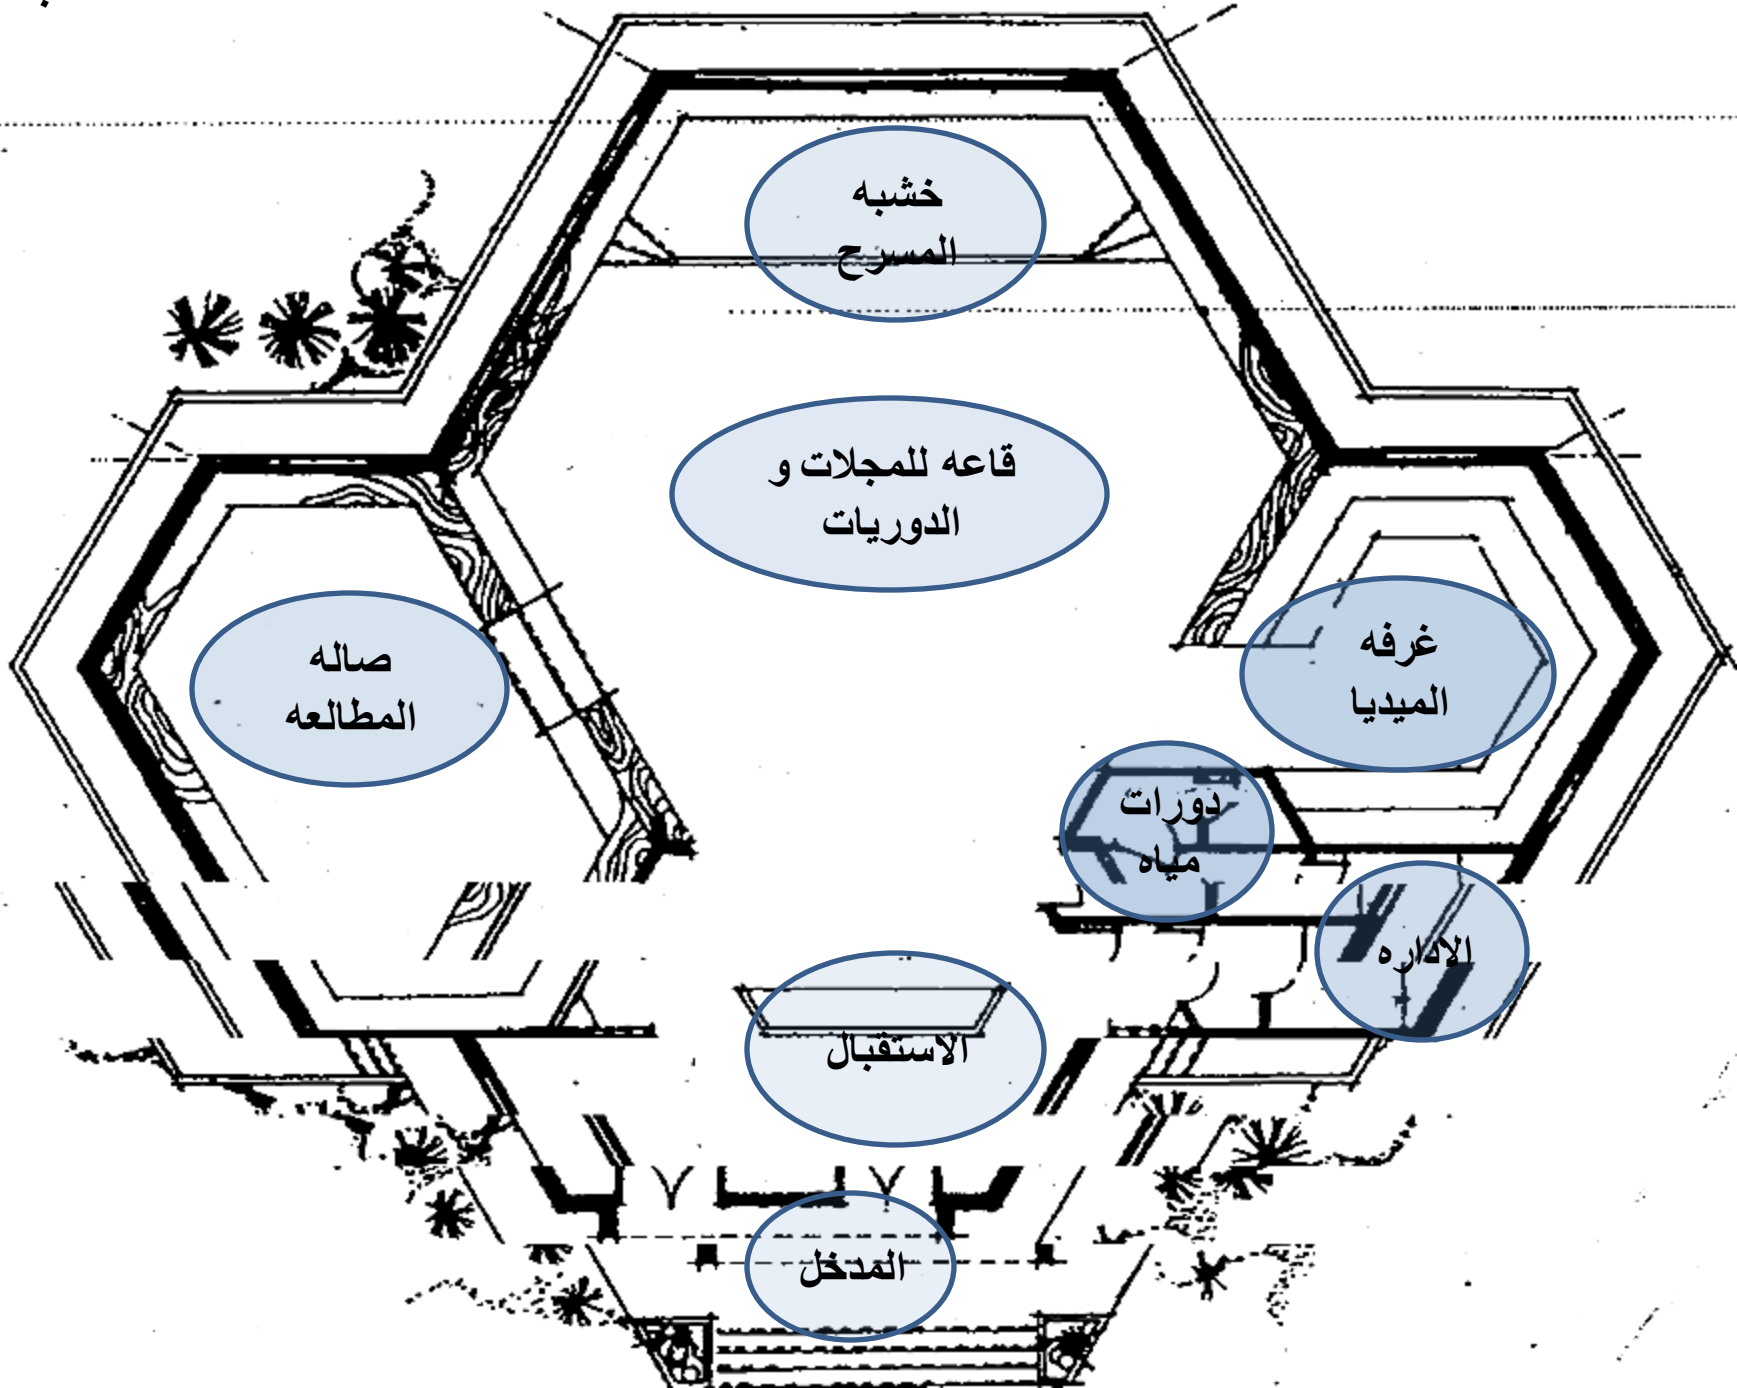 خشبه
المسرح
قاعه للمجلات و
الدوريات
صاله
المطالعه
غرفه
الميديا
دورات
مياه
الاداره
الاستقبال
المدخل